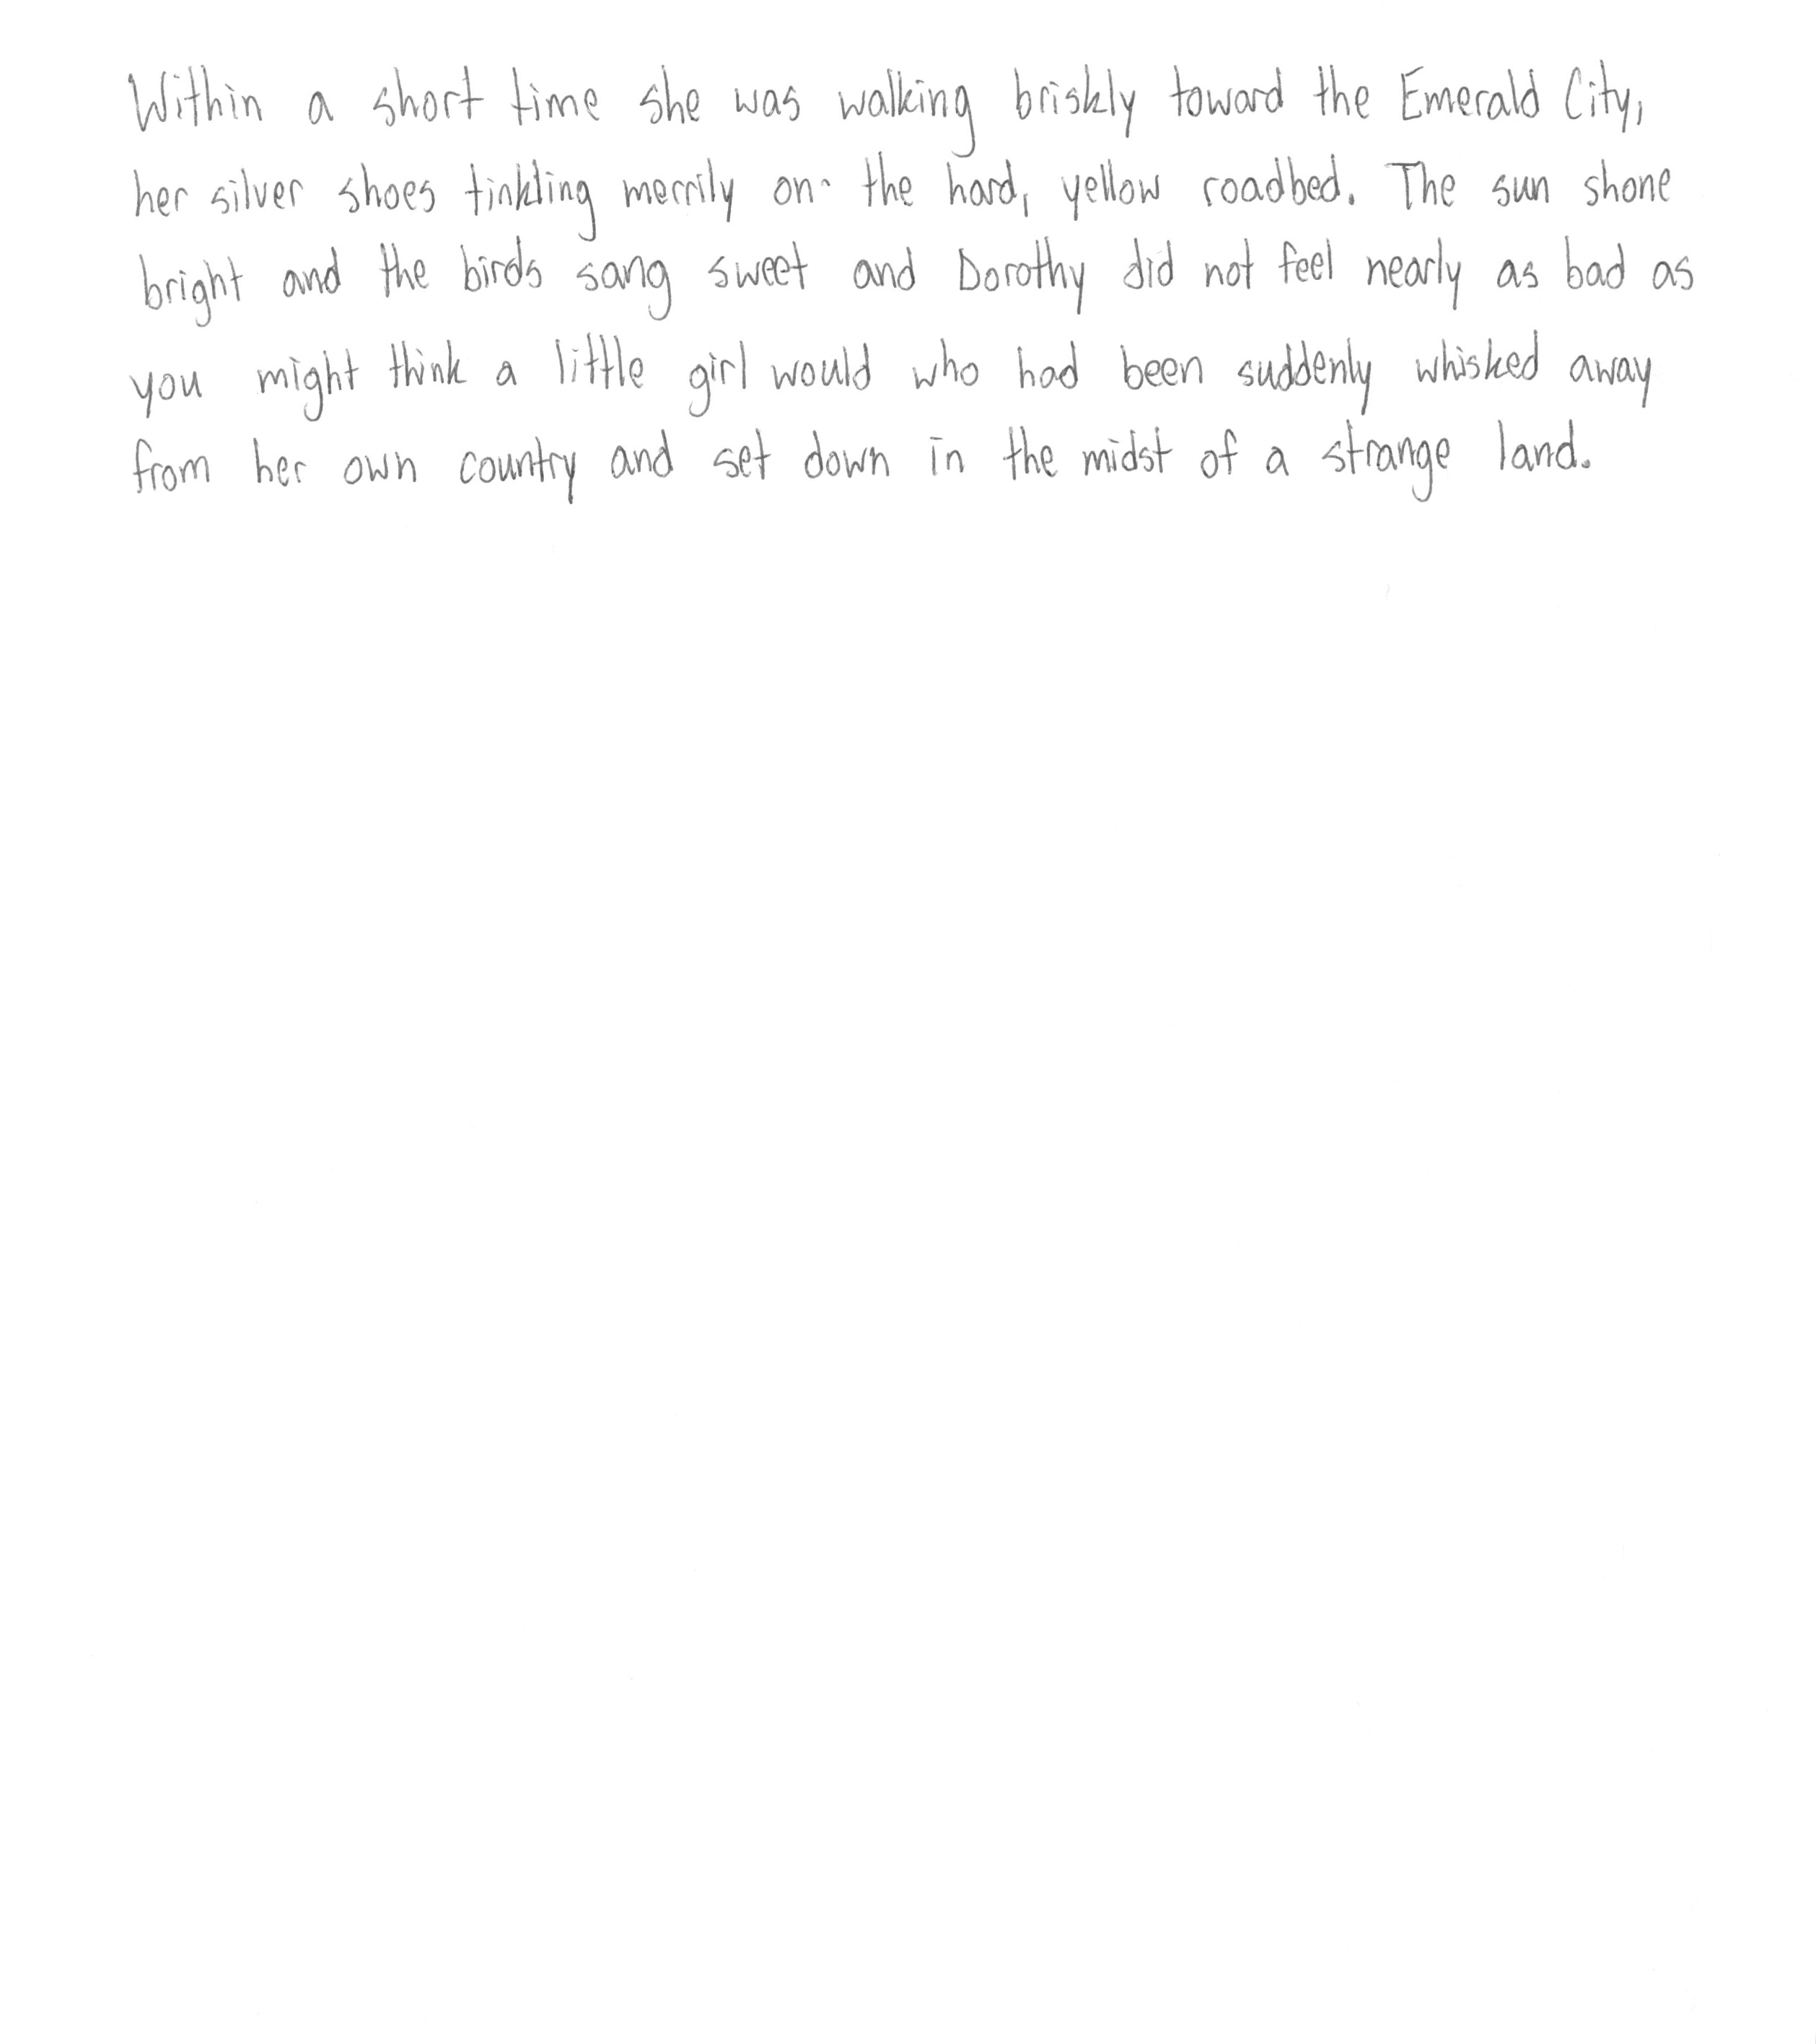 Within a short time she was walking briskly toward the Emerald City,
her silver shoes tinkling merrily on the hard, yellow roadbed. The sun shone
bright and the birds sang sweet and Dorothy did not feel nearly as bad as
you might think a little girl would who had been suddenly whisked away
from her own country and set down in the midst of a strange land.